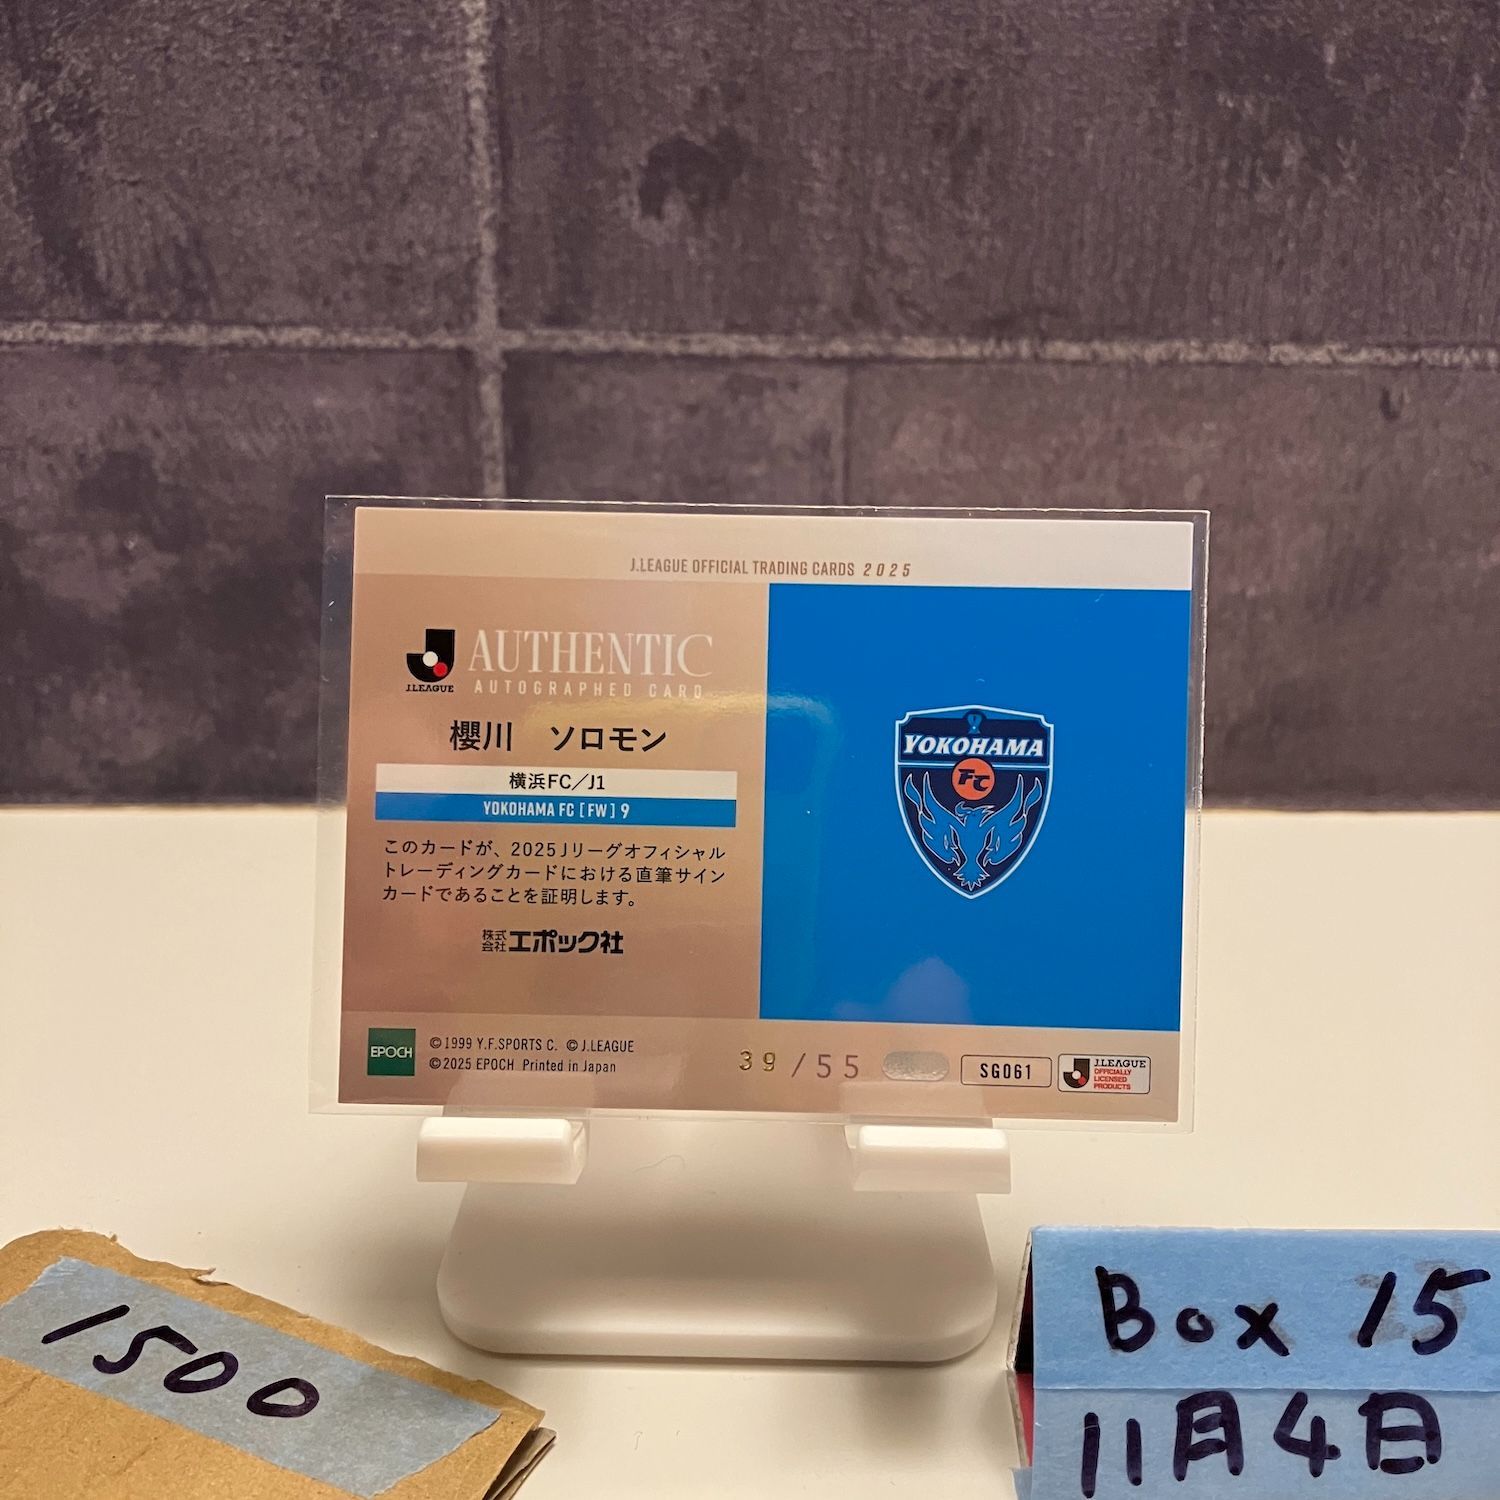 J.LEAGUE OFFICIAL TRADING CARDS 2025
J.LEAGUE
AUTHENTIC
AUTOGRAPHED CARD
櫻川 ソロモン
横浜FC／J1
YOKOHAMA FC [FW] 9
このカードが、2025Jリーグオフィシャル
トレーディングカードにおける直筆サイン
カードであることを証明します。
株式会社エポック社
YOKOHAMA
FC
EPOCH
©1999 Y.F.SPORTS C. ©J.LEAGUE
©2025 EPOCH Printed in Japan
39/55
SG061
J.LEAGUE
OFFICIALLY
LICENSED
PRODUCTS
1500
Box 15
11月4日